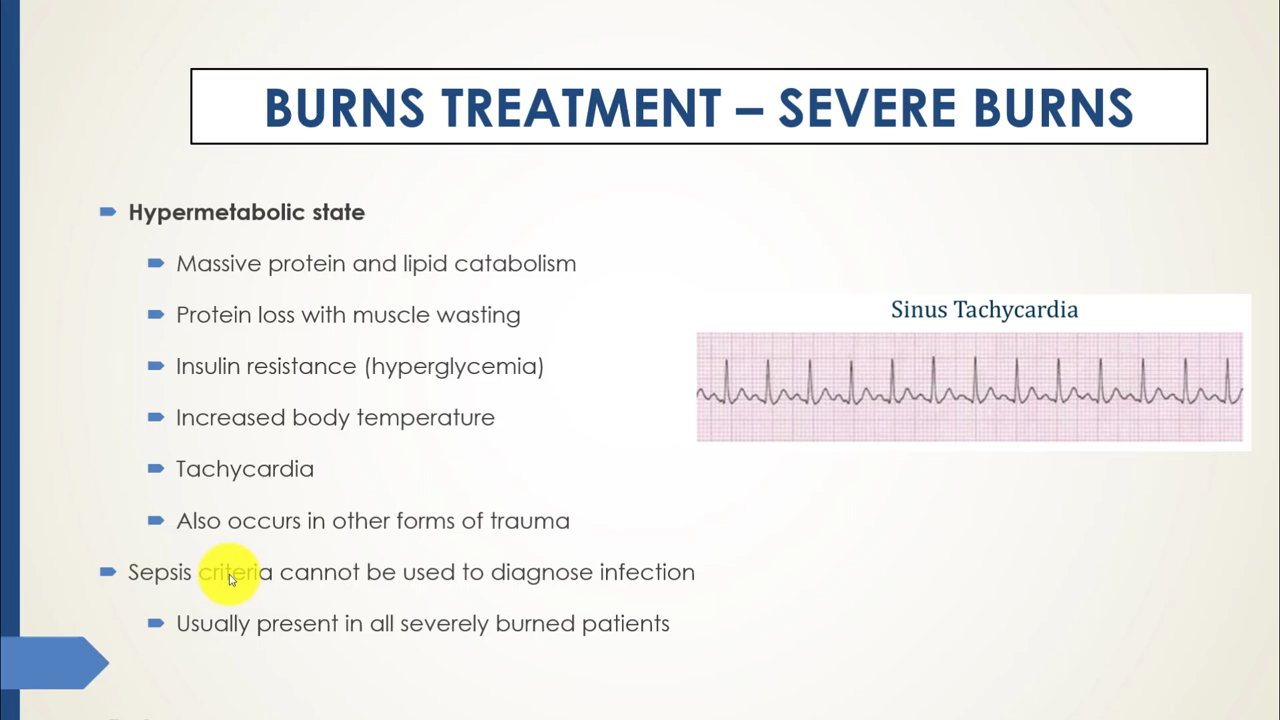 BURNS TREATMENT – SEVERE BURNS
Hypermetabolic state
Massive protein and lipid catabolism
Protein loss with muscle wasting
Insulin resistance (hyperglycemia)
Increased body temperature
Tachycardia
Also occurs in other forms of trauma
Sepsis criteria cannot be used to diagnose infection
Usually present in all severely burned patients
Sinus Tachycardia